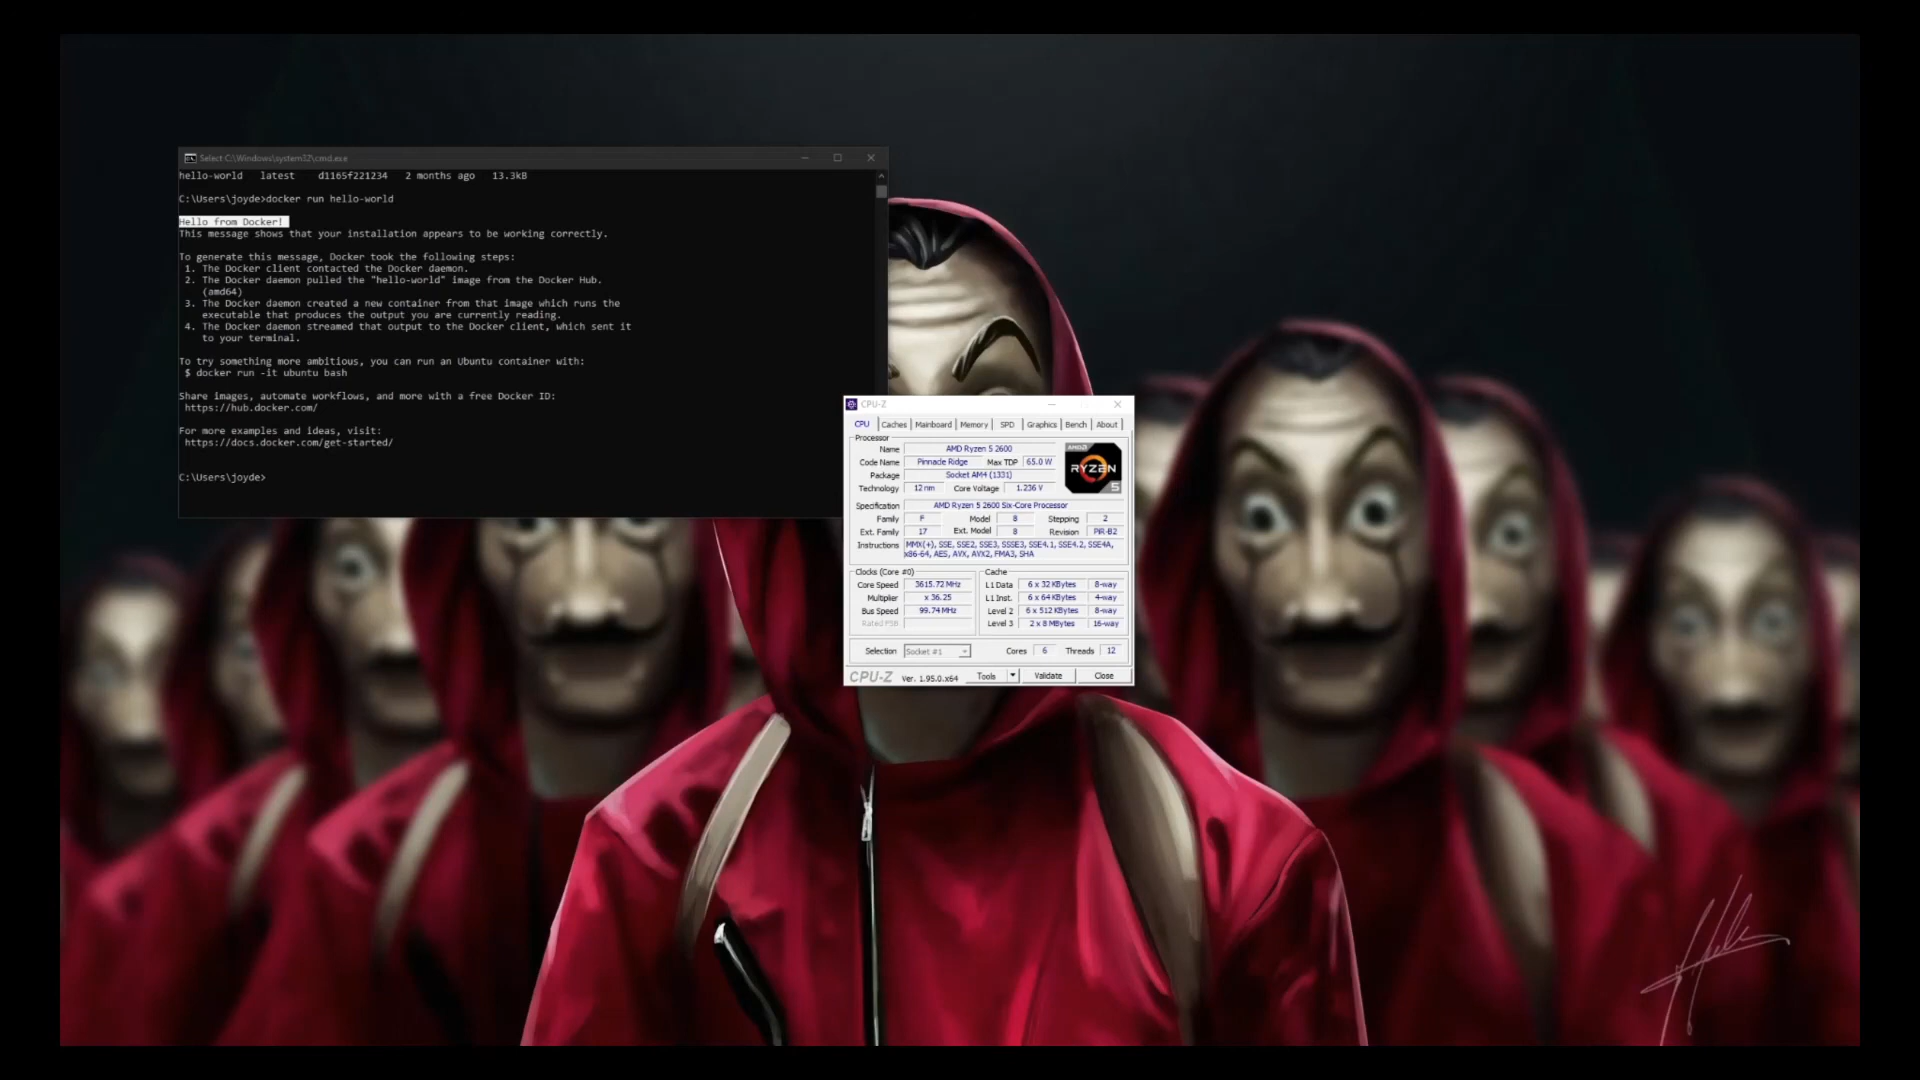 Select C:\Windows\system32\cmd.exe
hello-world latest d1165f221234 2 months ago 13.3kB
C:\Users\joyde>docker run hello-world
Hello from Docker!
This message shows that your installation appears to be working correctly.
To generate this message, Docker took the following steps:
1. The Docker client contacted the Docker daemon.
2. The Docker daemon pulled the "hello-world" image from the Docker Hub.
(amd64)
3. The Docker daemon created a new container from that image which runs the
executable that produces the output you are currently reading.
4. The Docker daemon streamed that output to the Docker client, which sent it
to your terminal.
To try something more ambitious, you can run an Ubuntu container with:
$ docker run -it ubuntu bash
Share images, automate workflows, and more with a free Docker ID:
https://hub.docker.com/
For more examples and ideas, visit:
https://docs.docker.com/get-started/
C:\Users\joyde>
CPU-Z
CPU Caches Mainboard Memory SPD Graphics Bench About
Processor
Name AMD Ryzen 5 2600
Code Name Pinnacle Ridge Max TDP 65.0 W
Package Socket AM4 (1331)
Technology 12 nm Core Voltage 1.236 V
AMD RYZEN 5
Specification AMD Ryzen 5 2600 Six-Core Processor
Family F Model 8 Stepping 2
Ext. Family 17 Ext. Model 8 Revision PiR-B2
Instructions MMX(+), SSE, SSE2, SSE3, SSSE3, SSE4.1, SSE4.2, SSE4A,
x86-64, AES, AVX, AVX2, FMA3, SHA
Clocks (Core #0) Cache
Core Speed 3615.72 MHz L1 Data 6 x 32 KBytes 8-way
Multiplier x 36.25 L1 Inst. 6 x 64 KBytes 4-way
Bus Speed 99.74 MHz Level 2 6 x 512 KBytes 8-way
Rated FSB Level 3 2 x 8 MBytes 16-way
Selection Socket #1 Cores 6 Threads 12
CPU-Z Ver. 1.95.0.x64 Tools Validate Close